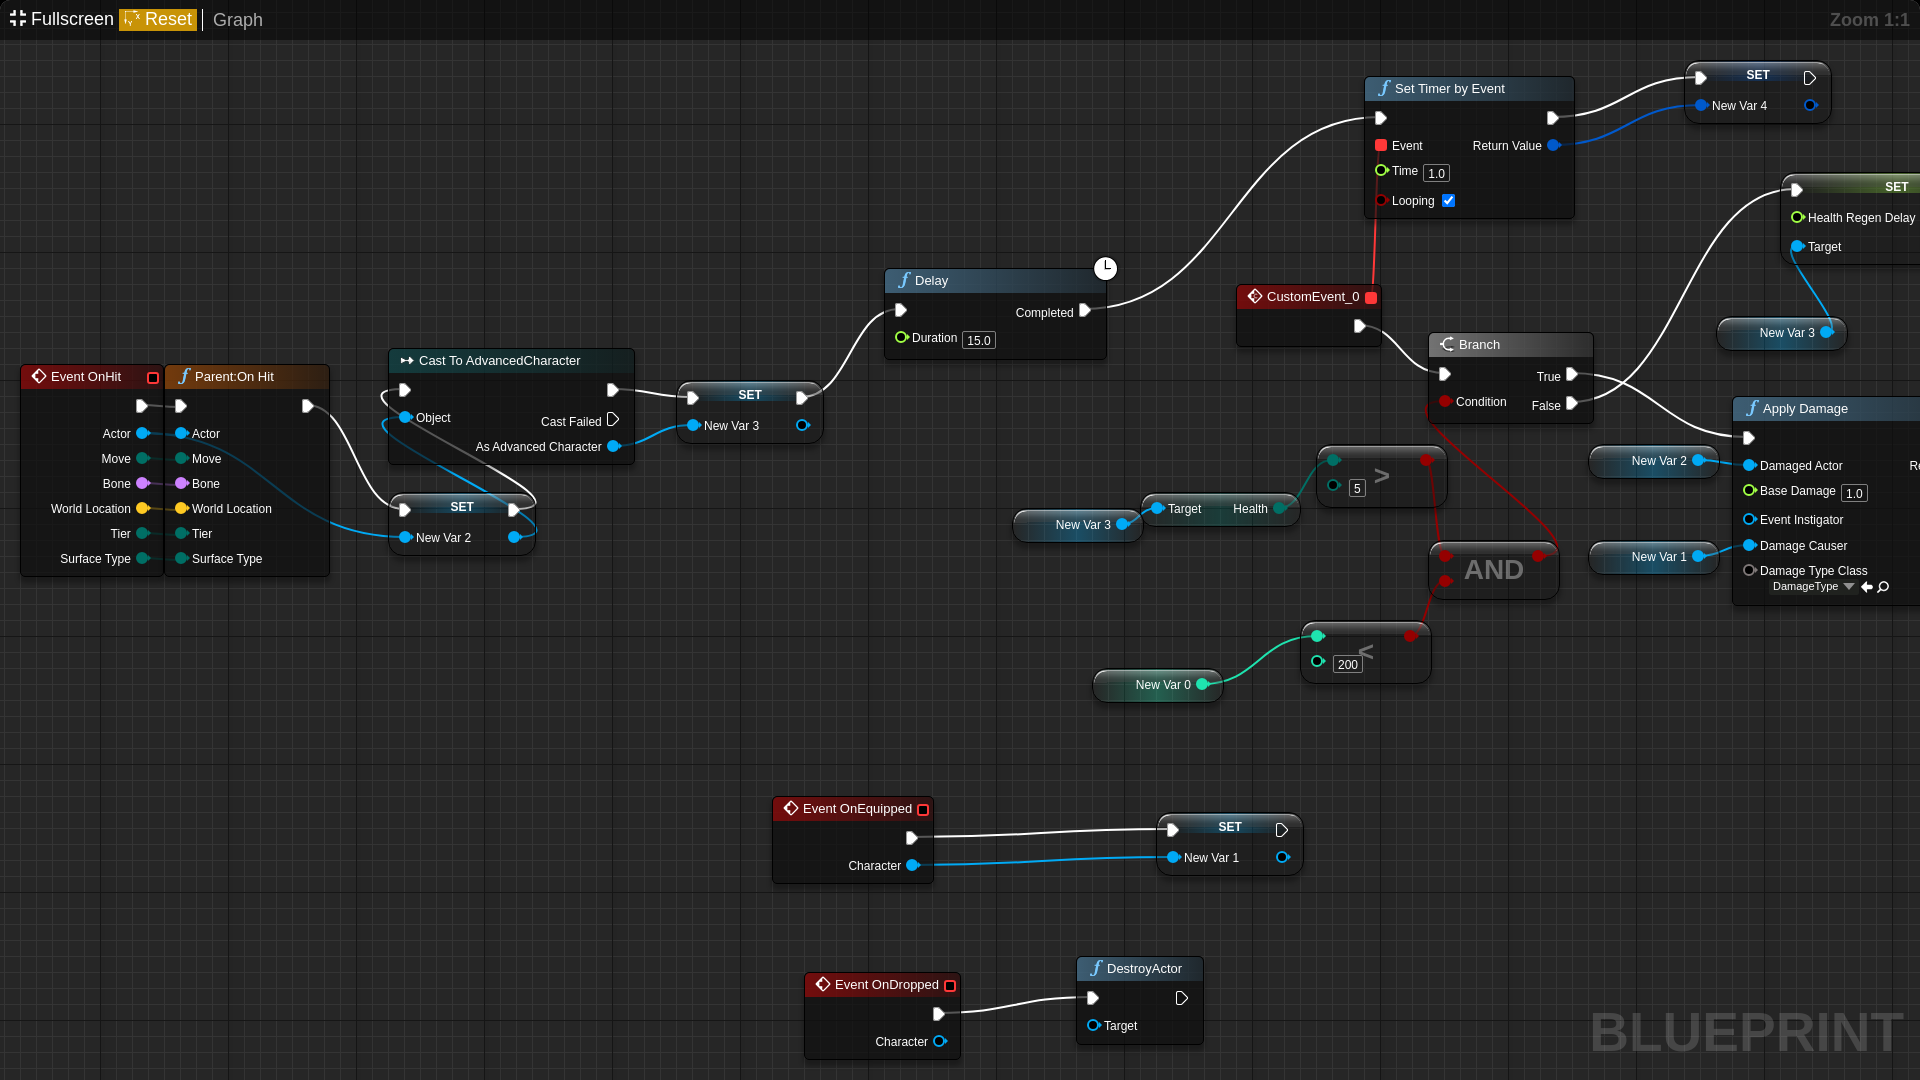 Fullscreen Reset Graph
Zoom 1:1
Set Timer by Event
Event
Return Value
Time 1.0
Looping
SET
New Var 4
SET
Health Regen Delay
Target
New Var 3
Delay
Completed
Duration 15.0
CustomEvent_0
Branch
True
Condition
False
Event OnHit
Actor
Move
Bone
World Location
Tier
Surface Type
Parent:On Hit
Actor
Move
Bone
World Location
Tier
Surface Type
Cast To AdvancedCharacter
Object
Cast Failed
As Advanced Character
SET
New Var 3
SET
New Var 2
Apply Damage
Damaged Actor
Base Damage 1.0
Event Instigator
Damage Causer
Damage Type Class
DamageType
New Var 2
New Var 1
New Var 3
Target
Health
>
5
AND
<
200
New Var 0
Event OnEquipped
Character
SET
New Var 1
Event OnDropped
Character
DestroyActor
Target
BLUEPRINT